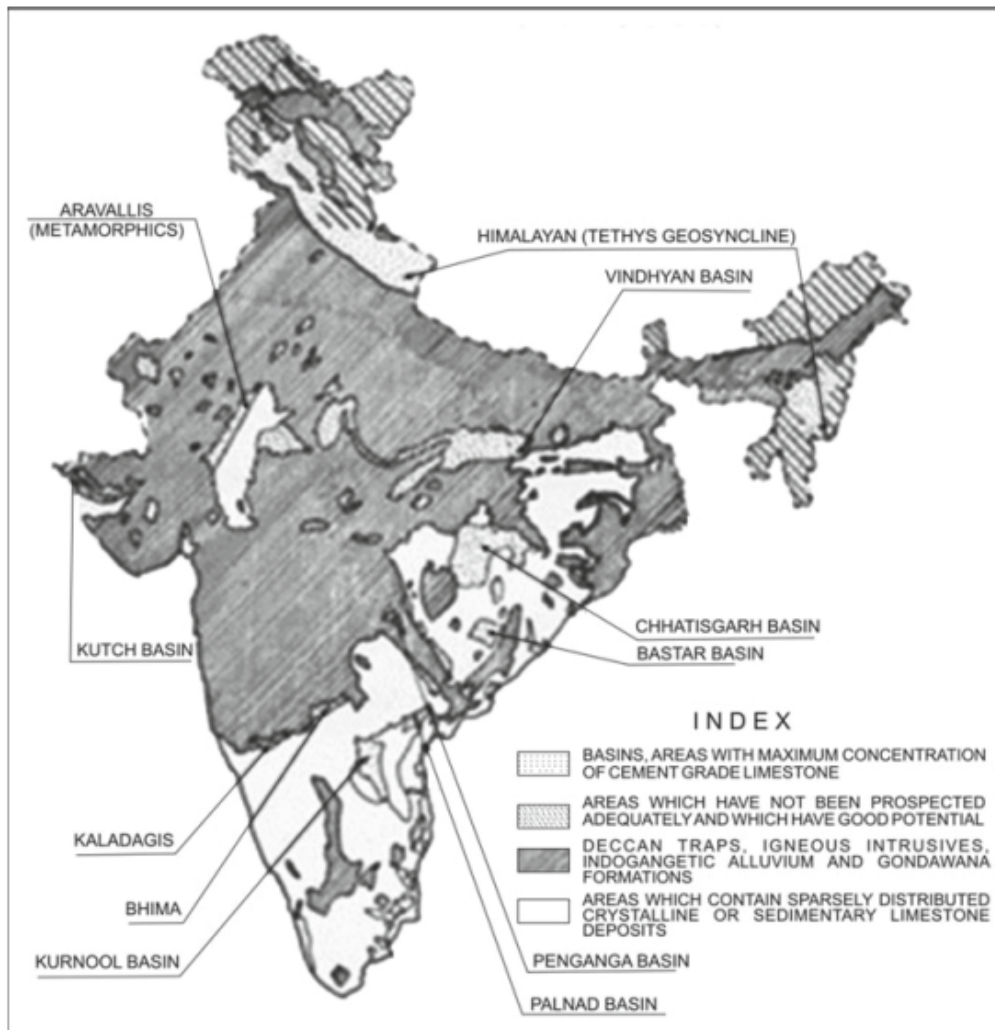 ARAVALLIS
(METAMORPHICS)
HIMALAYAN (TETHYS GEOSYNCLINE)
VINDHYAN BASIN
KUTCH BASIN
CHHATISGARH BASIN
BASTAR BASIN
INDEX
BASINS, AREAS WITH MAXIMUM CONCENTRATION
OF CEMENT GRADE LIMESTONE
AREAS WHICH HAVE NOT BEEN PROSPECTED
ADEQUATELY AND WHICH HAVE GOOD POTENTIAL
DECCAN TRAPS, IGNEOUS INTRUSIVES,
INDOGANGETIC ALLUVIUM AND GONDAWANA
FORMATIONS
AREAS WHICH CONTAIN SPARSELY DISTRIBUTED
CRYSTALLINE OR SEDIMENTARY LIMESTONE
DEPOSITS
KALADAGIS
BHIMA
KURNOOL BASIN
PENGANGA BASIN
PALNAD BASIN